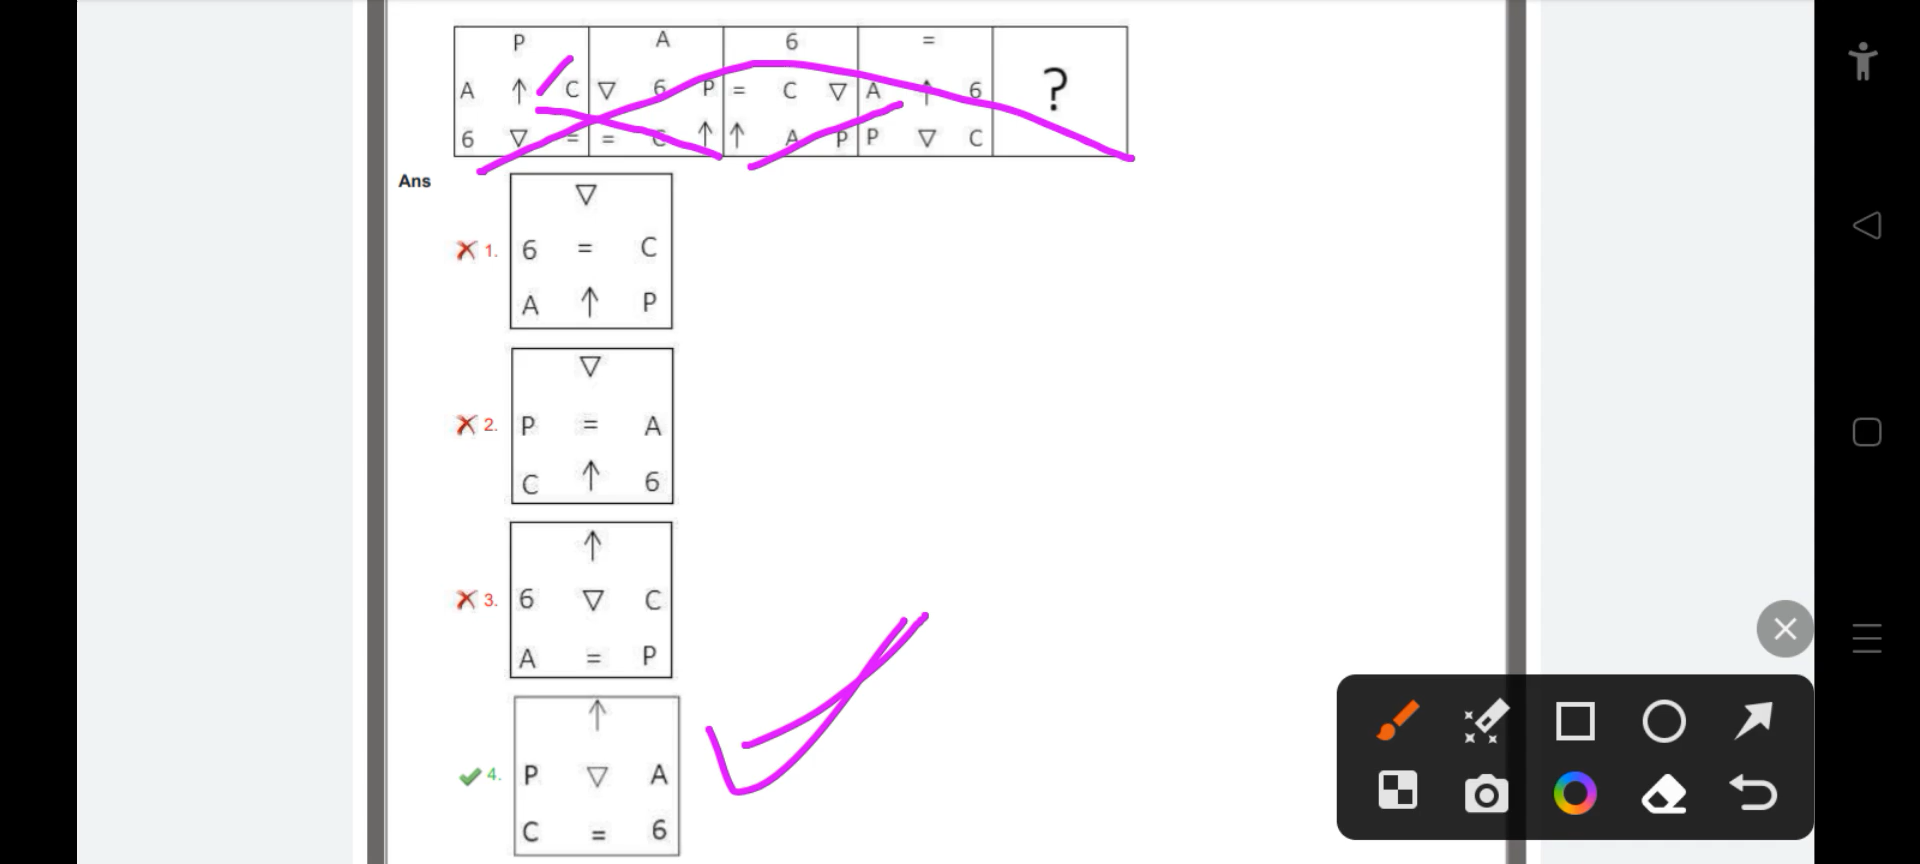 P A 6 =
A ↑ C ▽ 6 P = C ▽ A ↑ 6 ?
6 ▽ = = C ↑ ↑ A P P ▽ C
Ans
▽
1. 6 = C
A ↑ P
▽
2. P = A
C ↑ 6
↑
3. 6 ▽ C
A = P
↑
4. P ▽ A
C = 6